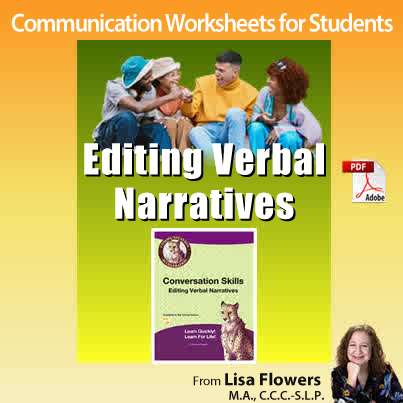 Communication Worksheets for Students
Editing Verbal
Narratives
PDF
Adobe
Conversation Skills
Editing Verbal Narratives
Learn Quickly!
Learn For Life!
From Lisa Flowers
M.A., C.C.C.-S.L.P.